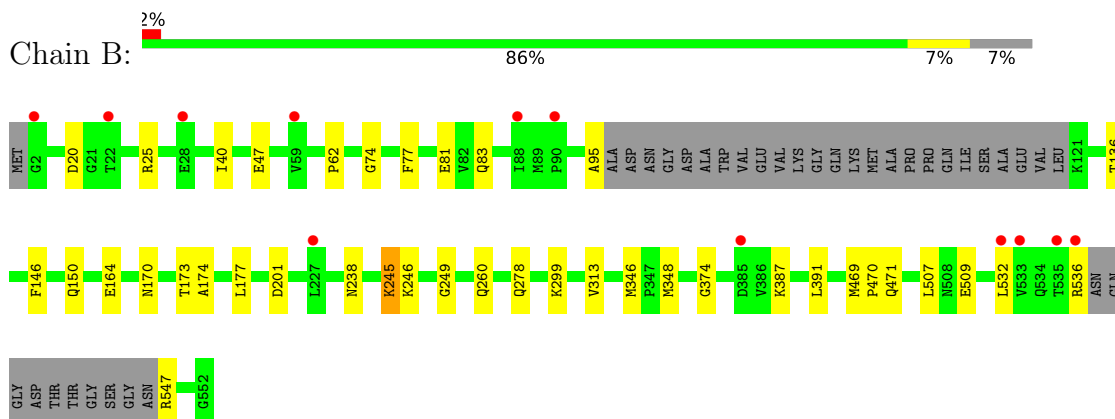 2%
Chain B:
86% 7% 7%
MET G2 D20 G21 T22 R25 E28 I40 E47 V59 P62 G74 F77 E81 V82 Q83 I88 M89 P90 A95 ALA ASP ASN GLY ASP ALA TRP VAL GLU VAL LYS GLY GLN LYS MET ALA PRO PRO GLN ILE SER ALA GLU VAL LEU K121 T136
F146 Q150 E164 N170 T173 A174 L177 D201 L227 N238 K245 K246 G249 Q260 Q278 K299 V313 M346 P347 M348 G374 D385 V386 K387 L391 M469 P470 Q471 L507 N508 E509 L532 V533 Q534 T535 R536 ASN GLN
GLY ASP THR THR GLY SER GLY ASN R547 G552